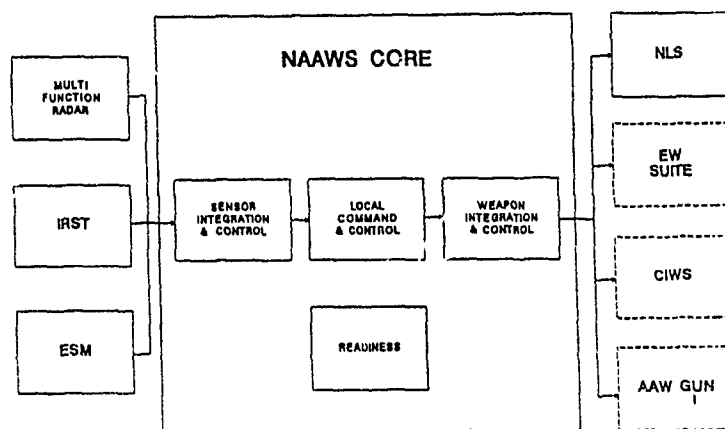 NAAWS CORE
MULTI
FUNCTION
RADAR
IRST
ESM
SENSOR
INTEGRATION
& CONTROL
LOCAL
COMMAND
& CONTROL
WEAPON
INTEGRATION
& CONTROL
READINESS
NLS
EW
SUITE
CIWS
AAW GUN